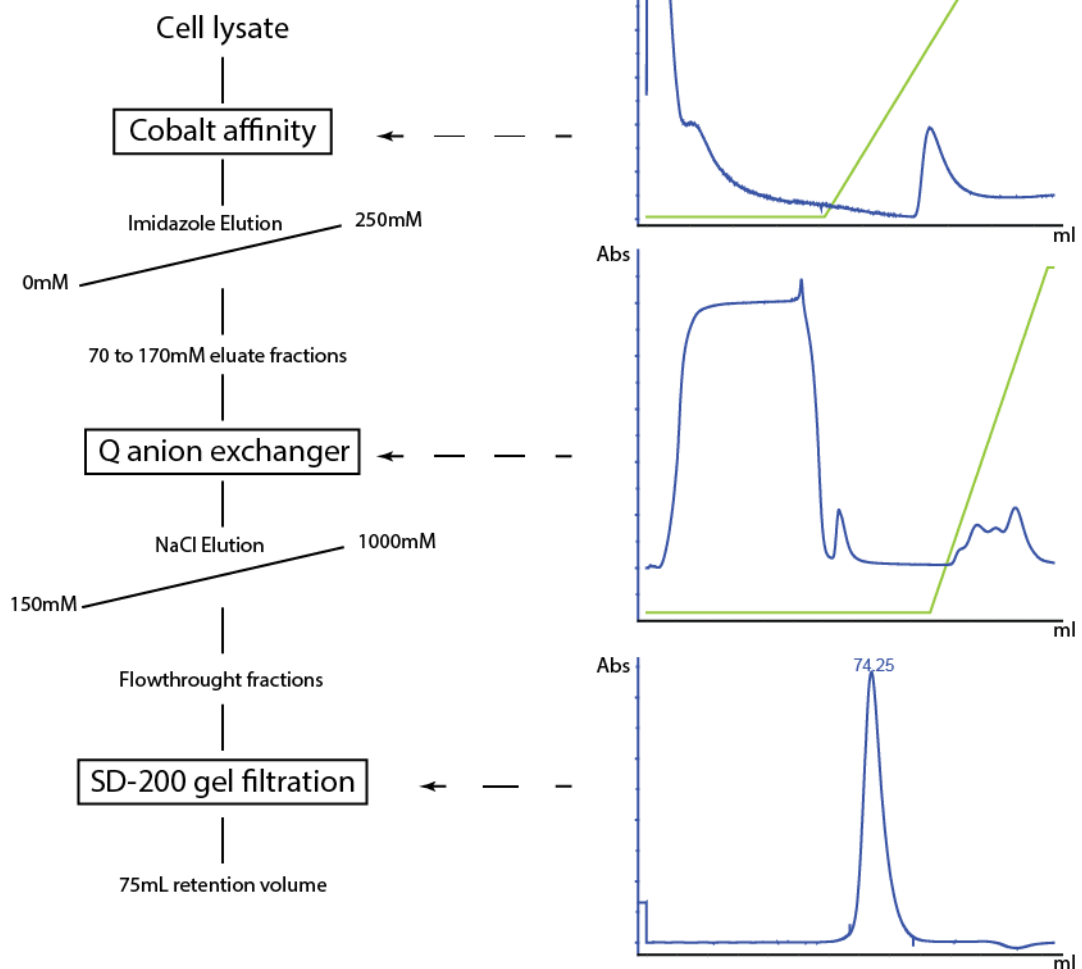 Cell lysate
Cobalt affinity
Imidazole Elution
250mM
0mM
70 to 170mM eluate fractions
Q anion exchanger
NaCl Elution
1000mM
150mM
Flowthrought fractions
SD-200 gel filtration
75mL retention volume
ml
Abs
ml
Abs
74.25
ml